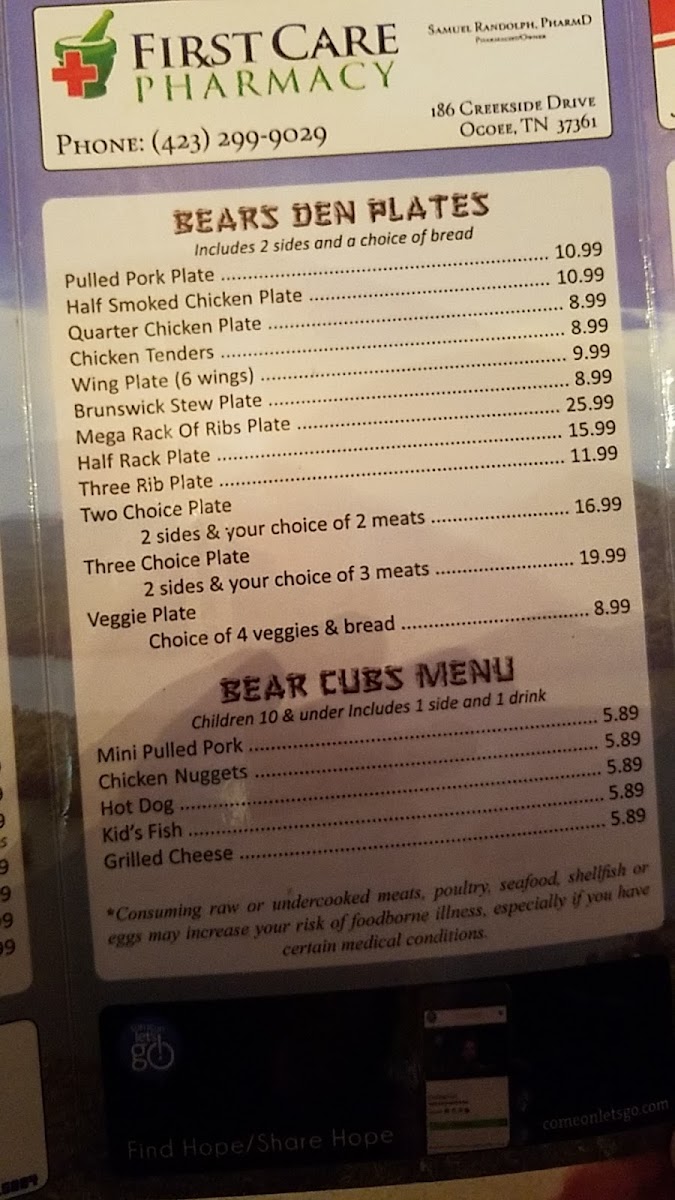 FIRST CARE
PHARMACY
SAMUEL RANDOLPH, PHARMD
PHARMACIST/OWNER
PHONE: (423) 299-9029
186 CREEKSIDE DRIVE
OCOEE, TN 37361
BEARS DEN PLATES
Includes 2 sides and a choice of bread
Pulled Pork Plate ... 10.99
Half Smoked Chicken Plate ... 10.99
Quarter Chicken Plate ... 8.99
Chicken Tenders ... 8.99
Wing Plate (6 wings) ... 9.99
Brunswick Stew Plate ... 8.99
Mega Rack Of Ribs Plate ... 25.99
Half Rack Plate ... 15.99
Three Rib Plate ... 11.99
Two Choice Plate
2 sides & your choice of 2 meats ... 16.99
Three Choice Plate
2 sides & your choice of 3 meats ... 19.99
Veggie Plate
Choice of 4 veggies & bread ... 8.99
BEAR CUBS MENU
Children 10 & under Includes 1 side and 1 drink
Mini Pulled Pork ... 5.89
Chicken Nuggets ... 5.89
Hot Dog ... 5.89
Kid's Fish ... 5.89
Grilled Cheese ... 5.89
*Consuming raw or undercooked meats, poultry, seafood, shellfish or
eggs may increase your risk of foodborne illness, especially if you have
certain medical conditions.
lets
go
Find Hope/Share Hope
comeonletsgo.com